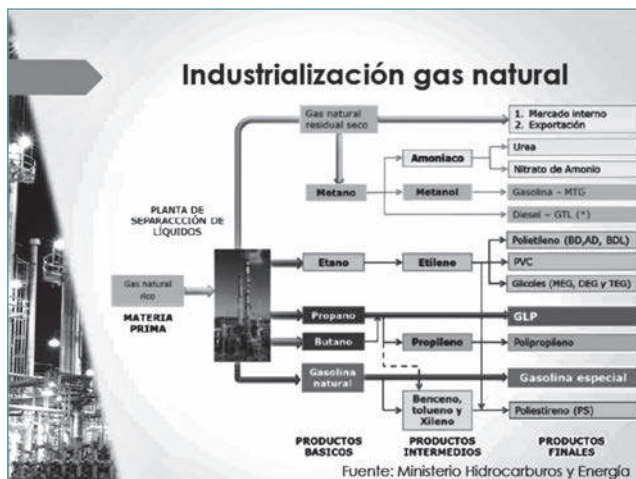 Industrialización gas natural
Gas natural
residual seco
1. Mercado interno
2. Exportación
Metano
Amoniaco
Urea
Nitrato de Amonio
Metanol
Gasolina – MTG
Diesel – GTL (*)
PLANTA DE
SEPARACCCIÓN DE
LÍQUIDOS
Gas natural
rico
MATERIA
PRIMA
Etano
Etileno
Polietileno (BD,AD, BDL)
PVC
Glicoles (MEG, DEG y TEG)
Propano
GLP
Butano
Propileno
Polipropileno
Gasolina
natural
Gasolina especial
Benceno,
tolueno y
Xileno
Poliestireno (PS)
PRODUCTOS
BASICOS
PRODUCTOS
INTERMEDIOS
PRODUCTOS
FINALES
Fuente: Ministerio Hidrocarburos y Energía